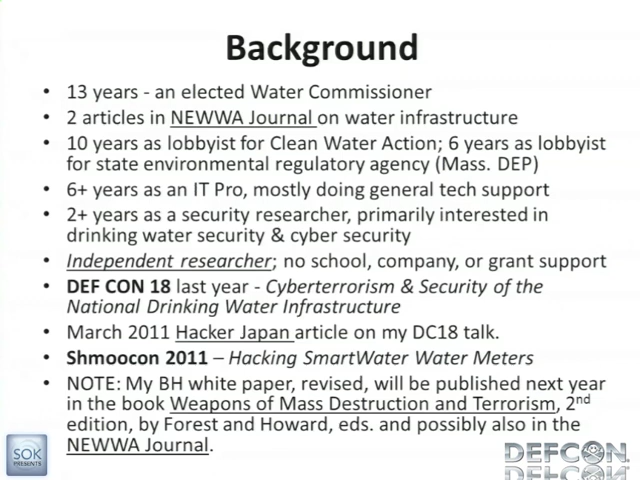 Background
• 13 years - an elected Water Commissioner
• 2 articles in NEWWA Journal on water infrastructure
• 10 years as lobbyist for Clean Water Action; 6 years as lobbyist
for state environmental regulatory agency (Mass. DEP)
• 6+ years as an IT Pro, mostly doing general tech support
• 2+ years as a security researcher, primarily interested in
drinking water security & cyber security
• Independent researcher; no school, company, or grant support
• DEF CON 18 last year - Cyberterrorism & Security of the
National Drinking Water Infrastructure
• March 2011 Hacker Japan article on my DC18 talk.
• Shmoocon 2011 – Hacking SmartWater Water Meters
• NOTE: My BH white paper, revised, will be published next year
in the book Weapons of Mass Destruction and Terrorism, 2nd
edition, by Forest and Howard, eds. and possibly also in the
NEWWA Journal.
SOK
PRESENTS
DEFCON